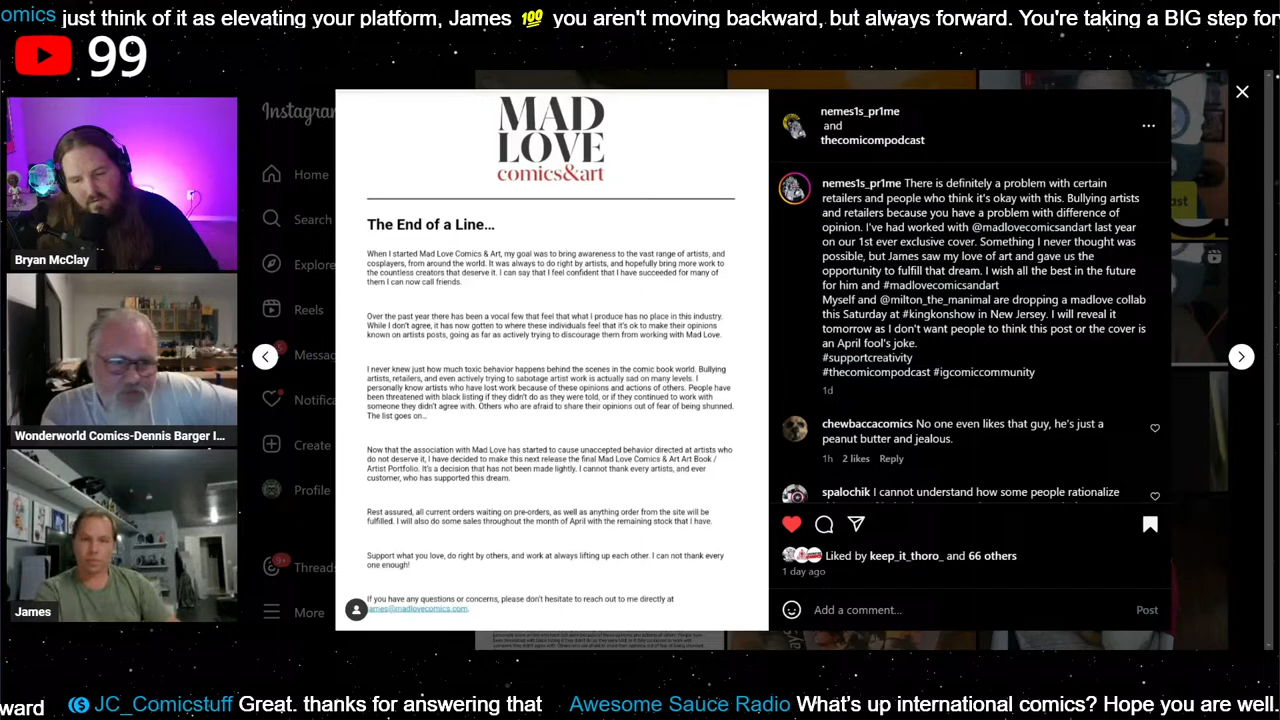 omics just think of it as elevating your platform, James 💯 you aren't moving backward, but always forward. You're taking a BIG step for
99
Bryan McClay
Wonderworld Comics-Dennis Barger I...
James
Instagram
Home
Search
Explore
Reels
Messa
Notifica
Create
Profile
9+
Threads
More
MAD
LOVE
comics&art
The End of a Line...
When I started Mad Love Comics & Art, my goal was to bring awareness to the vast range of artists, and
cosplayers, from around the world. It was always to do right by artists, and hopefully bring more work to
the countless creators that deserve it. I can say that I feel confident that I have succeeded for many of
them I can now call friends.
Over the past year there has been a vocal few that feel that what I produce has no place in this industry.
While I don't agree, it has now gotten to where these individuals feel that it's ok to make their opinions
known on artists posts, going as far as actively trying to discourage them from working with Mad Love.
I never knew just how much toxic behavior happens behind the scenes in the comic book world. Bullying
artists, retailers, and even actively trying to sabotage artist work is actually sad on many levels. I
personally know artists who have lost work because of these opinions and actions of others. People have
been threatened with black listing if they didn't do as they were told, or if they continued to work with
someone they didn't agree with. Others who are afraid to share their opinions out of fear of being shunned.
The list goes on...
Now that the association with Mad Love has started to cause unaccepted behavior directed at artists who
do not deserve it, I have decided to make this next release the final Mad Love Comics & Art Art Book /
Artist Portfolio. It's a decision that has not been made lightly. I cannot thank every artists, and ever
customer, who has supported this dream.
Rest assured, all current orders waiting on pre-orders, as well as anything order from the site will be
fulfilled. I will also do some sales throughout the month of April with the remaining stock that I have.
Support what you love, do right by others, and work at always lifting up each other. I can not thank every
one enough!
If you have any questions or concerns, please don't hesitate to reach out to me directly at
james@madlovecomics.com.
nemes1s_pr1me
and
thecomicompodcast
nemes1s_pr1me There is definitely a problem with certain
retailers and people who think it's okay with this. Bullying artists
and retailers because you have a problem with difference of
opinion. I've had worked with @madlovecomicsandart last year
on our 1st ever exclusive cover. Something I never thought was
possible, but James saw my love of art and gave us the
opportunity to fulfill that dream. I wish all the best in the future
for him and #madlovecomicsandart
Myself and @milton_the_manimal are dropping a madlove collab
this Saturday at #kingkonshow in New Jersey. I will reveal it
tomorrow as I don't want people to think this post or the cover is
an April fool's joke.
#supportcreativity
#thecomicompodcast #igcomiccommunity
1d
chewbaccacomics No one even likes that guy, he's just a
peanut butter and jealous.
1h 2 likes Reply
spalochik I cannot understand how some people rationalize
Liked by keep_it_thoro_ and 66 others
1 day ago
Add a comment...
Post
ward JC_Comicstuff Great. thanks for answering that Awesome Sauce Radio What's up international comics? Hope you are well.